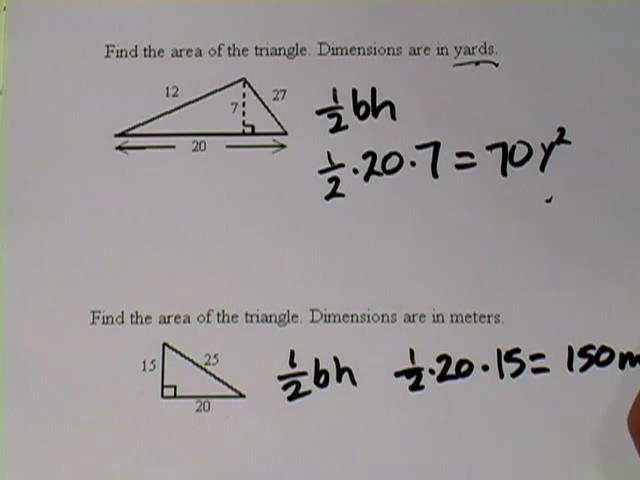 Find the area of the triangle. Dimensions are in yards.
12
7
27
20
½bh
½·20·7 = 70y²
Find the area of the triangle. Dimensions are in meters.
15
25
20
½bh ½·20·15 = 150m